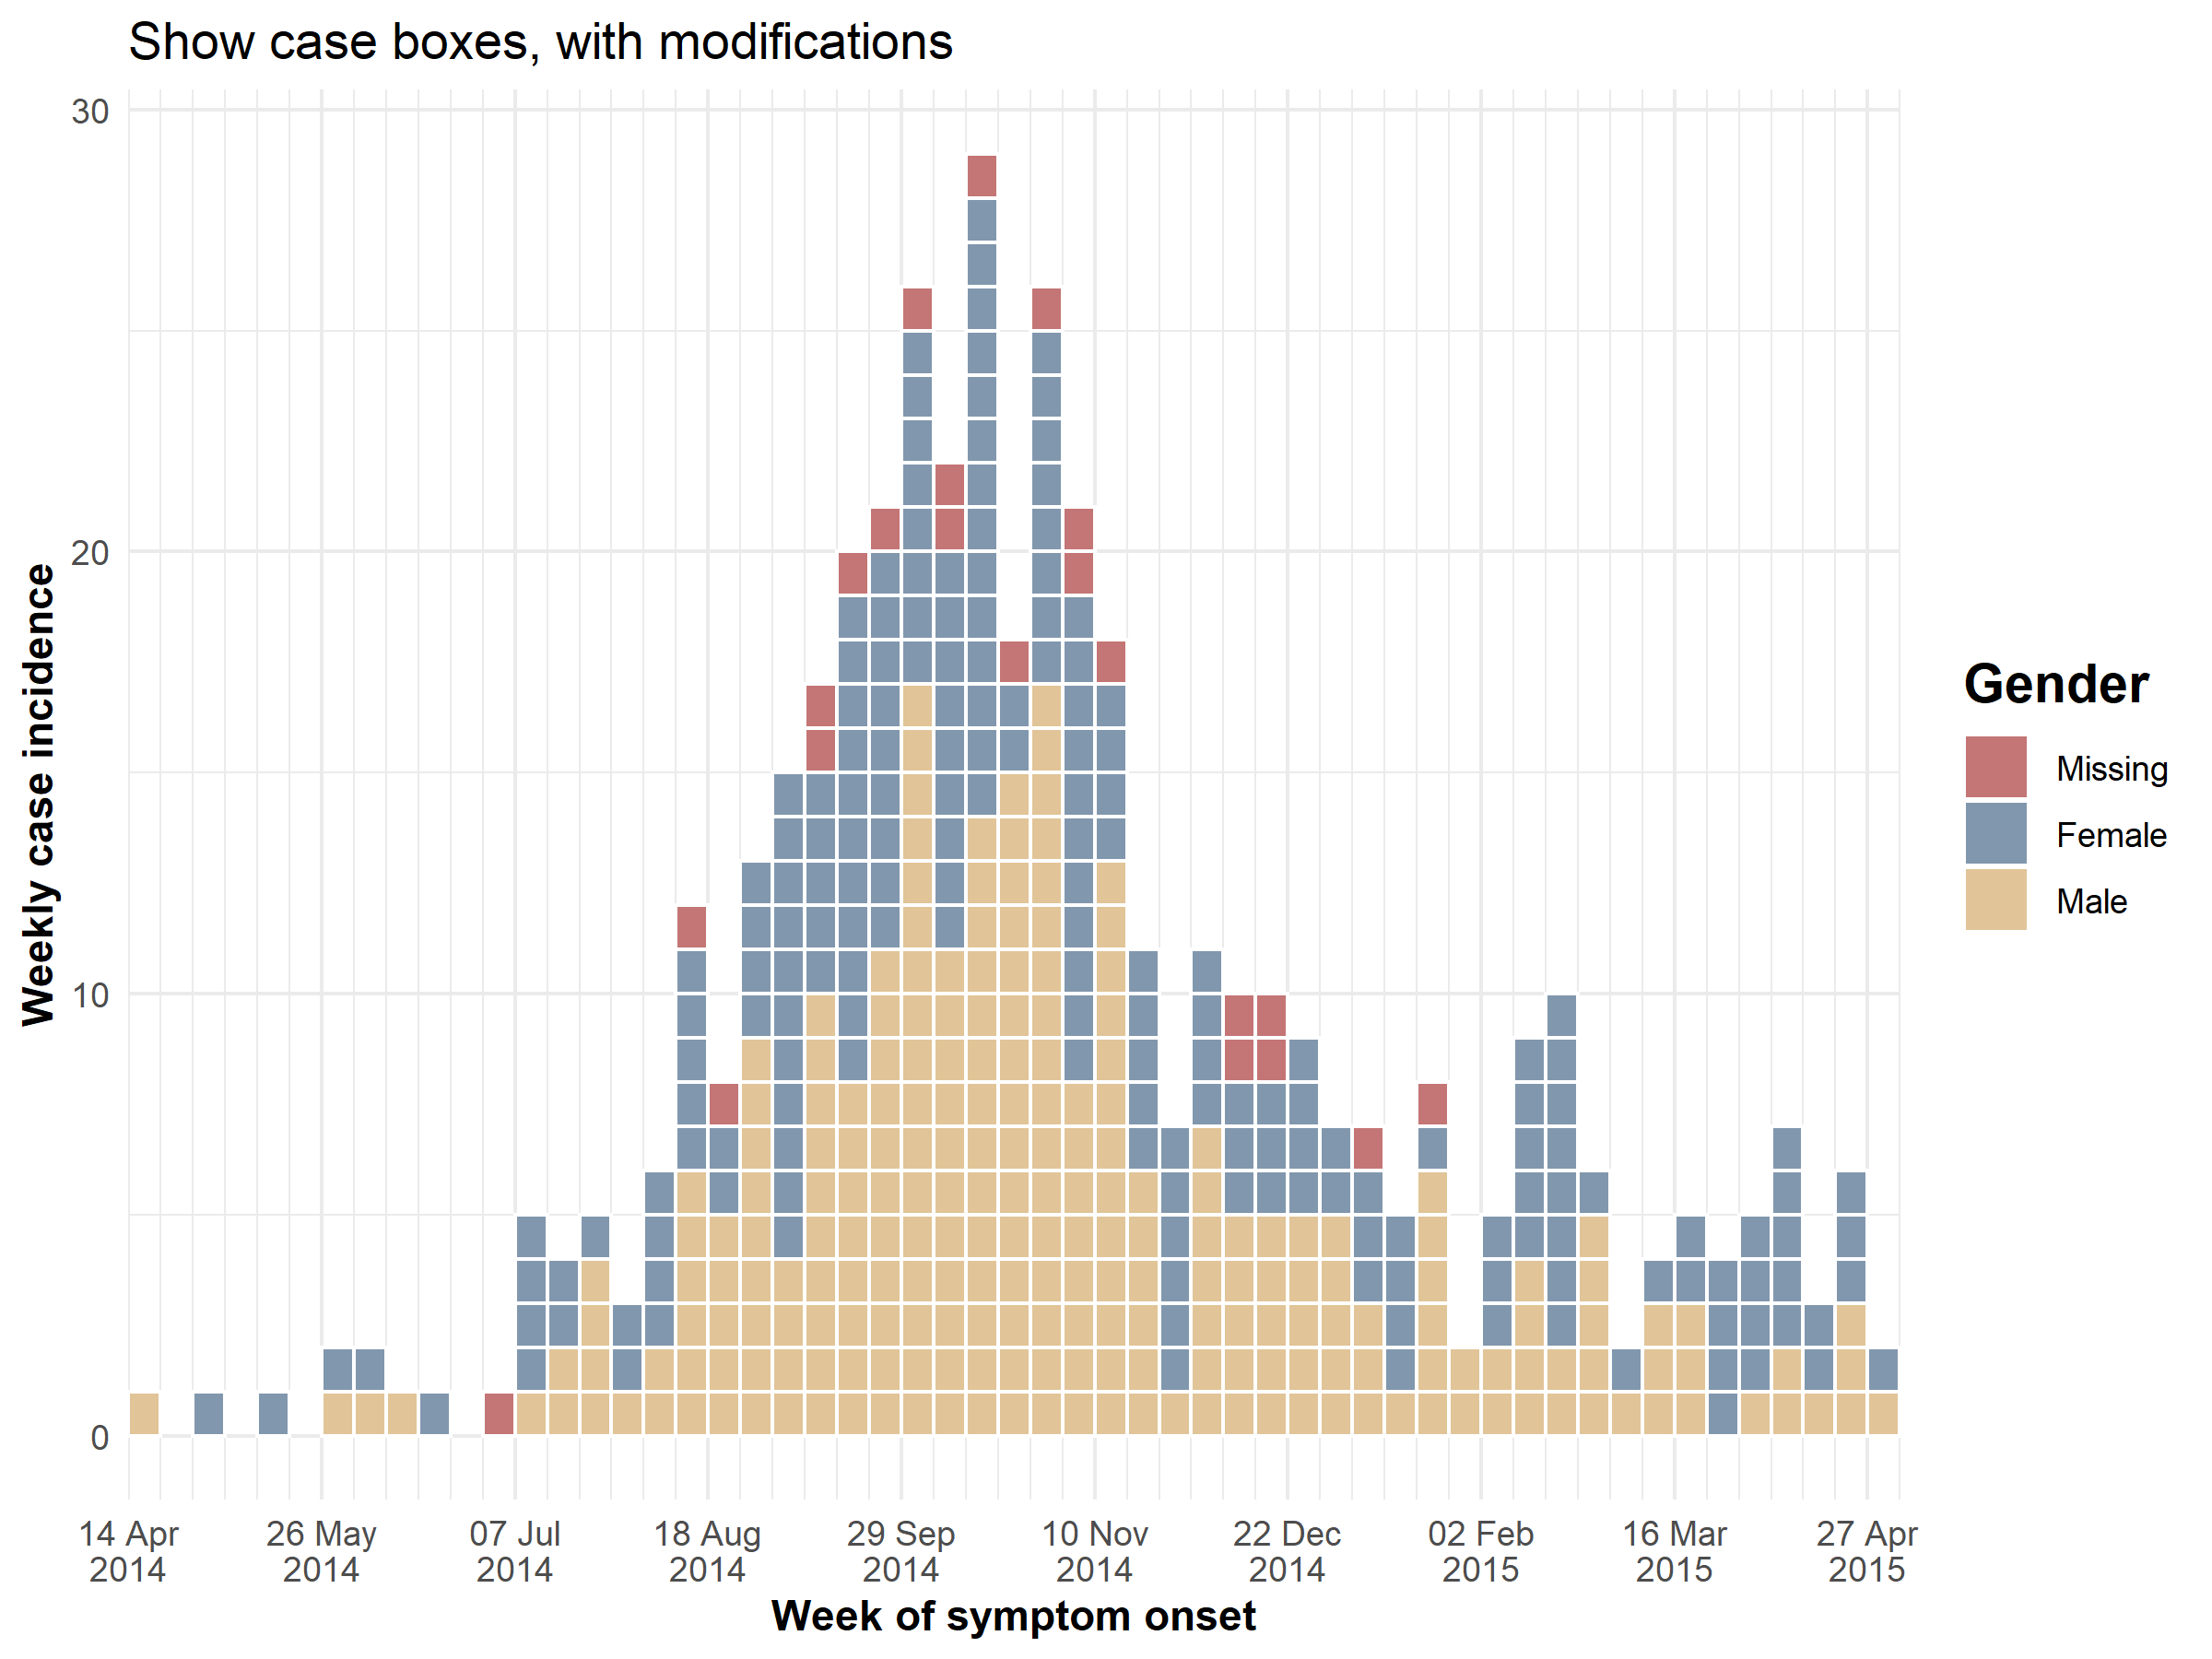 Show case boxes, with modifications
30
20
10
0
Weekly case incidence
14 Apr
2014
26 May
2014
07 Jul
2014
18 Aug
2014
29 Sep
2014
10 Nov
2014
22 Dec
2014
02 Feb
2015
16 Mar
2015
27 Apr
2015
Week of symptom onset
Gender
Missing
Female
Male